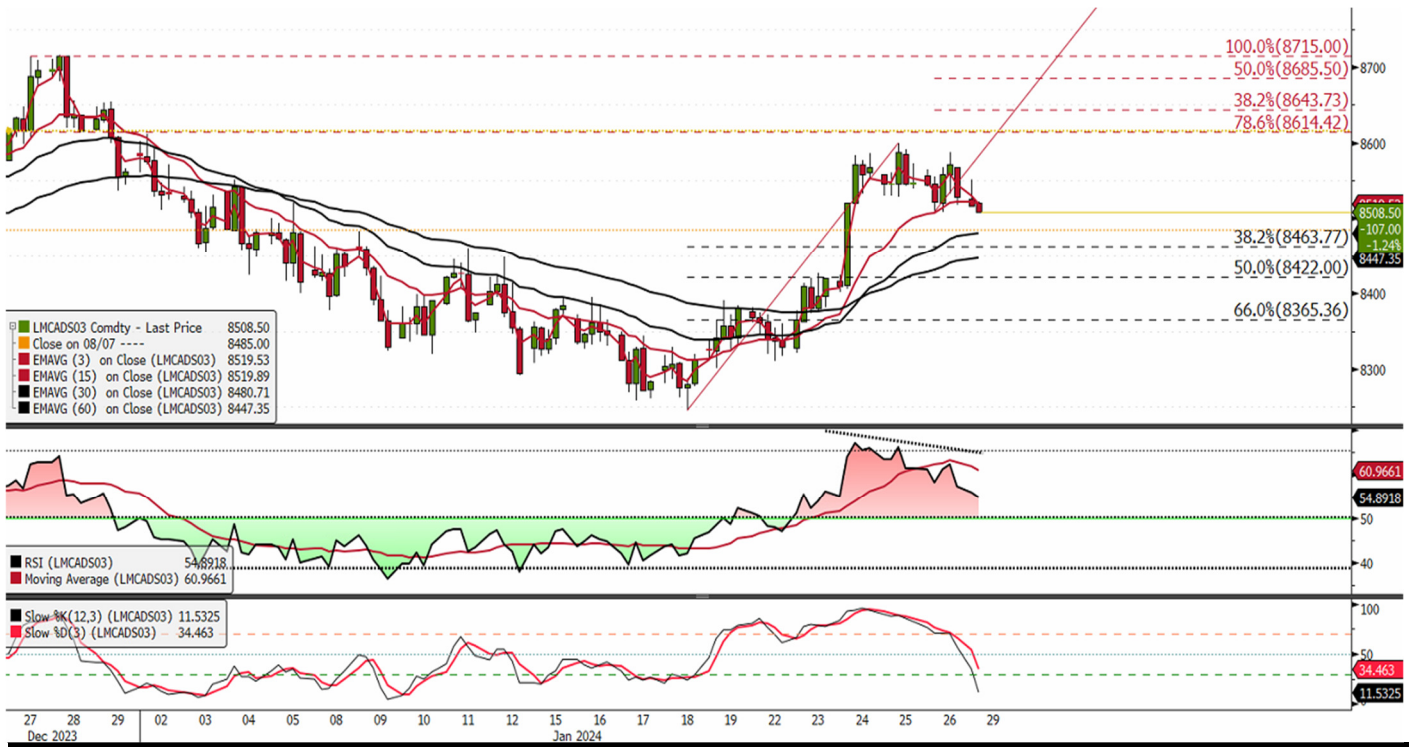 100.0%(8715.00)
50.0%(8685.50)
38.2%(8643.73)
78.6%(8614.42)
38.2%(8463.77)
50.0%(8422.00)
66.0%(8365.36)
8700
8600
8508.50
-107.00
-1.24%
8447.35
8400
8300
LMCADS03 Comdty - Last Price 8508.50
Close on 08/07 ---- 8485.00
EMAVG (3) on Close (LMCADS03) 8519.53
EMAVG (15) on Close (LMCADS03) 8519.89
EMAVG (30) on Close (LMCADS03) 8480.71
EMAVG (60) on Close (LMCADS03) 8447.35
60.9661
54.8918
50
40
RSI (LMCADS03) 54.8918
Moving Average (LMCADS03) 60.9661
Slow %K(12,3) (LMCADS03) 11.5325
Slow %D(3) (LMCADS03) 34.463
100
50
34.463
11.5325
0
27 28 29 02 03 04 05 08 09 10 11 12 15 16 17 18 19 22 23 24 25 26 29
Dec 2023 Jan 2024